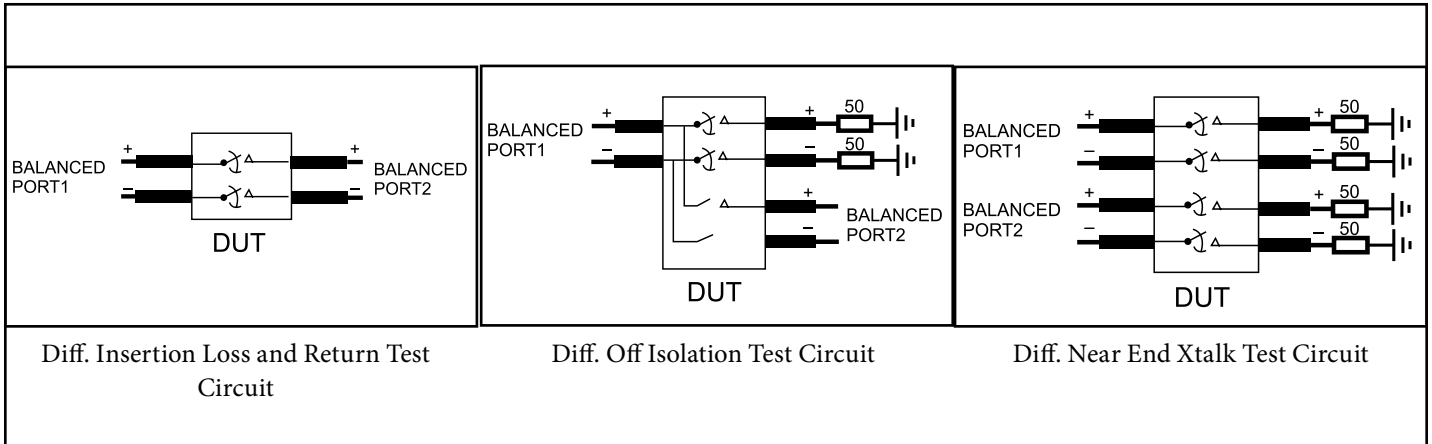 +
BALANCED
PORT1
−
+
BALANCED
PORT2
−
DUT
Diff. Insertion Loss and Return Test
Circuit
+
BALANCED
PORT1
−
+
50
−
50
+
BALANCED
PORT2
−
DUT
Diff. Off Isolation Test Circuit
+
BALANCED
PORT1
−
+
BALANCED
PORT2
−
+
50
−
50
+
50
−
50
DUT
Diff. Near End Xtalk Test Circuit